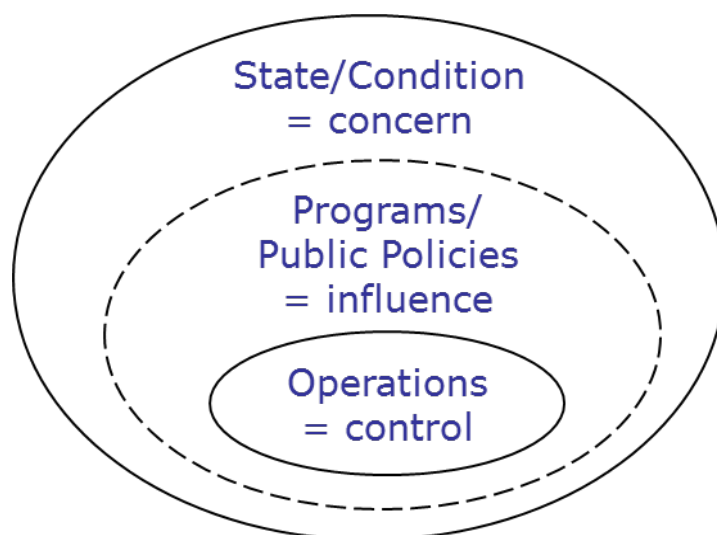 State/Condition
= concern
Programs/
Public Policies
= influence
Operations
= control